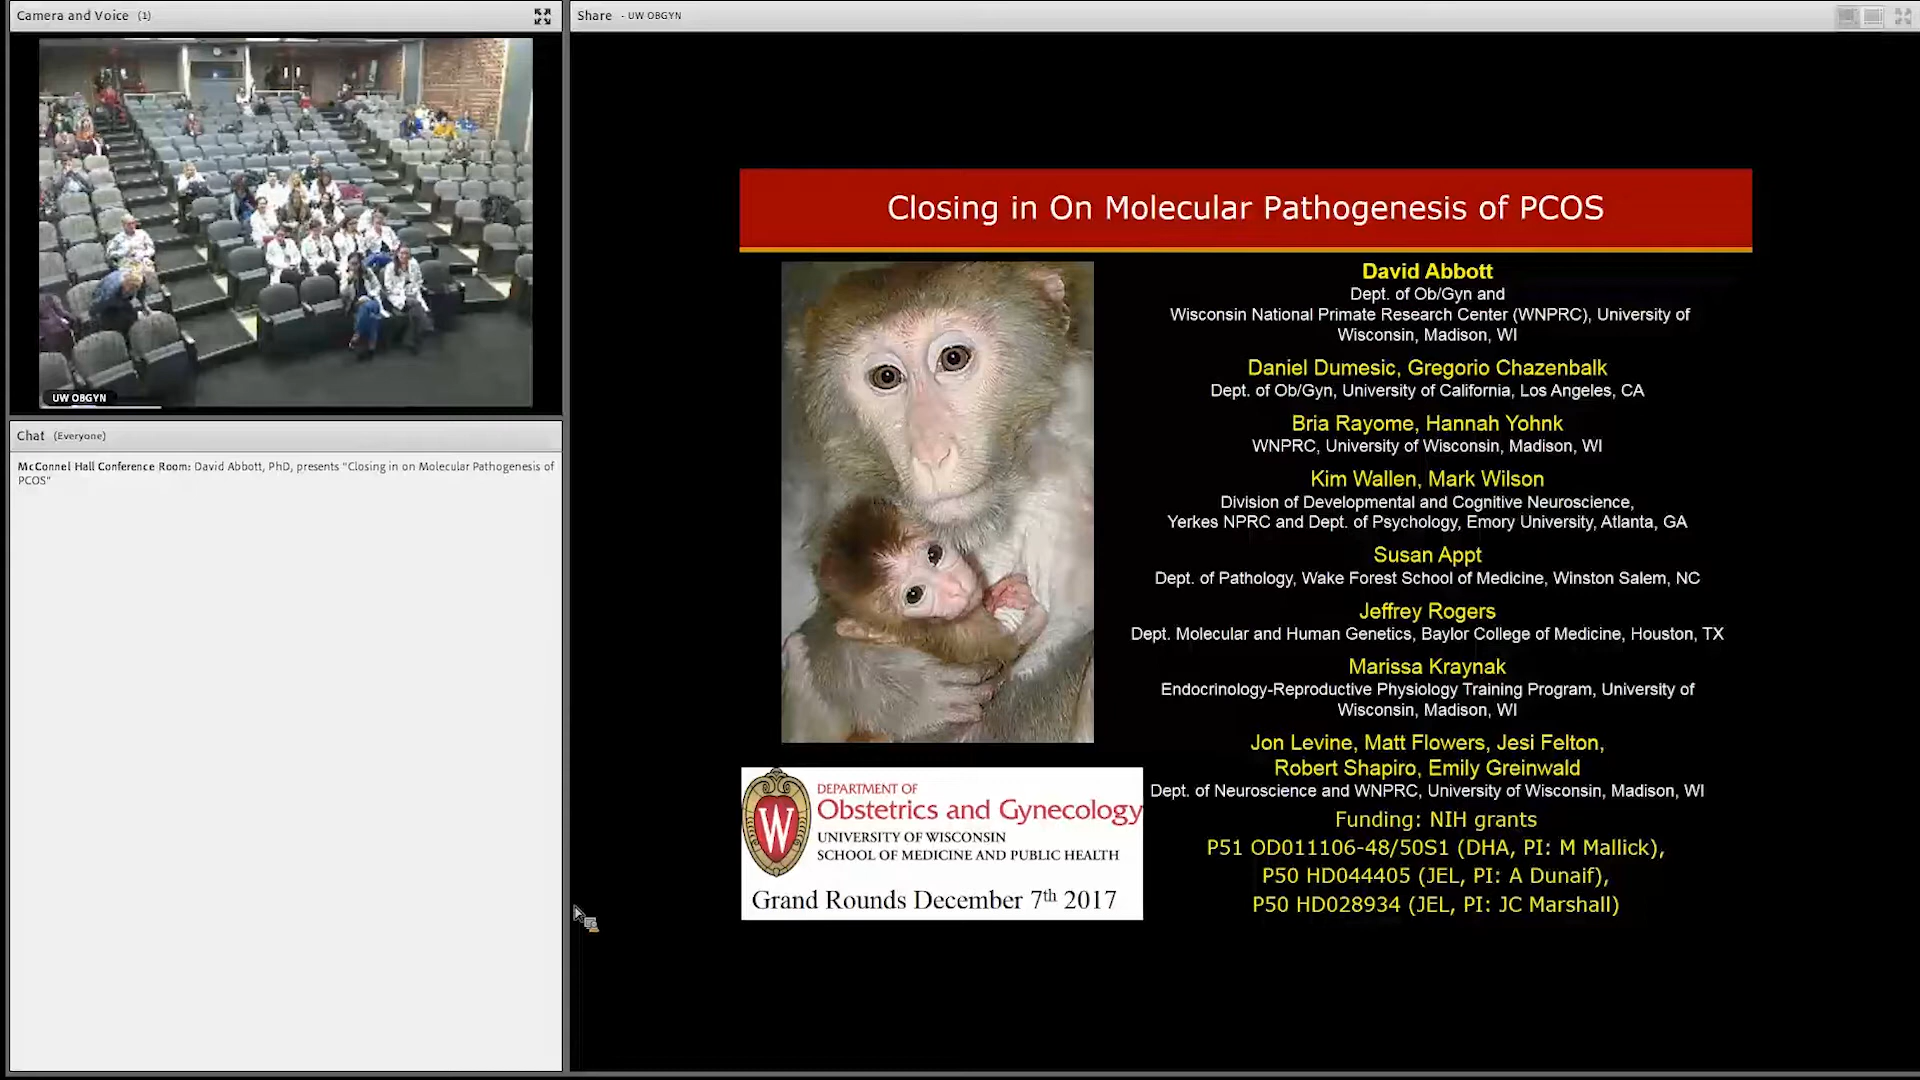 Camera and Voice (1)
UW OBGYN
Chat (Everyone)
McConnel Hall Conference Room: David Abbott, PhD, presents "Closing in on Molecular Pathogenesis of
PCOS"
Share - UW OBGYN
Closing in On Molecular Pathogenesis of PCOS
David Abbott
Dept. of Ob/Gyn and
Wisconsin National Primate Research Center (WNPRC), University of
Wisconsin, Madison, WI
Daniel Dumesic, Gregorio Chazenbalk
Dept. of Ob/Gyn, University of California, Los Angeles, CA
Bria Rayome, Hannah Yohnk
WNPRC, University of Wisconsin, Madison, WI
Kim Wallen, Mark Wilson
Division of Developmental and Cognitive Neuroscience,
Yerkes NPRC and Dept. of Psychology, Emory University, Atlanta, GA
Susan Appt
Dept. of Pathology, Wake Forest School of Medicine, Winston Salem, NC
Jeffrey Rogers
Dept. Molecular and Human Genetics, Baylor College of Medicine, Houston, TX
Marissa Kraynak
Endocrinology-Reproductive Physiology Training Program, University of
Wisconsin, Madison, WI
Jon Levine, Matt Flowers, Jesi Felton,
Robert Shapiro, Emily Greinwald
Dept. of Neuroscience and WNPRC, University of Wisconsin, Madison, WI
Funding: NIH grants
P51 OD011106-48/50S1 (DHA, PI: M Mallick),
P50 HD044405 (JEL, PI: A Dunaif),
P50 HD028934 (JEL, PI: JC Marshall)
W
DEPARTMENT OF
Obstetrics and Gynecology
UNIVERSITY OF WISCONSIN
SCHOOL OF MEDICINE AND PUBLIC HEALTH
Grand Rounds December 7th 2017